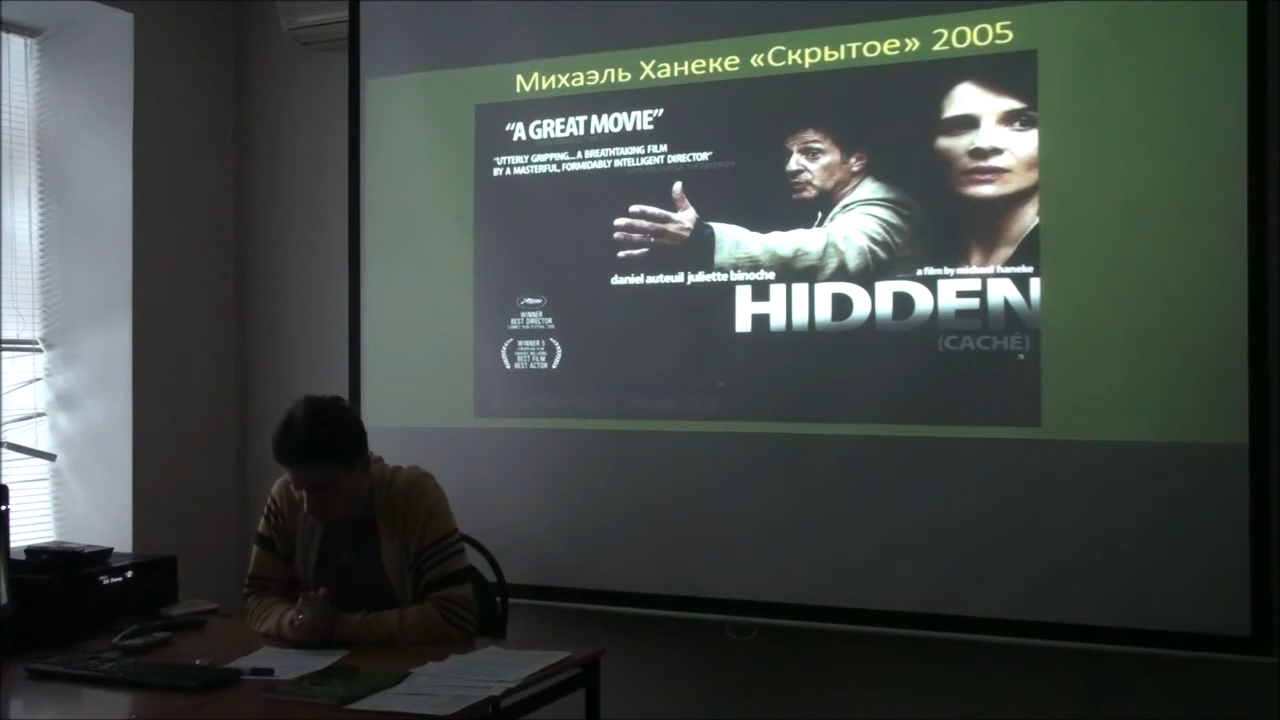 Михаэль Ханеке «Скрытое» 2005
“A GREAT MOVIE”
“UTTERLY GRIPPING... A BREATHTAKING FILM
BY A MASTERFUL, FORMIDABLY INTELLIGENT DIRECTOR”
daniel auteuil juliette binoche
a film by michael haneke
HIDDEN
(CACHÉ)
WINNER
BEST DIRECTOR
WINNER 5
BEST FILM
BEST ACTOR